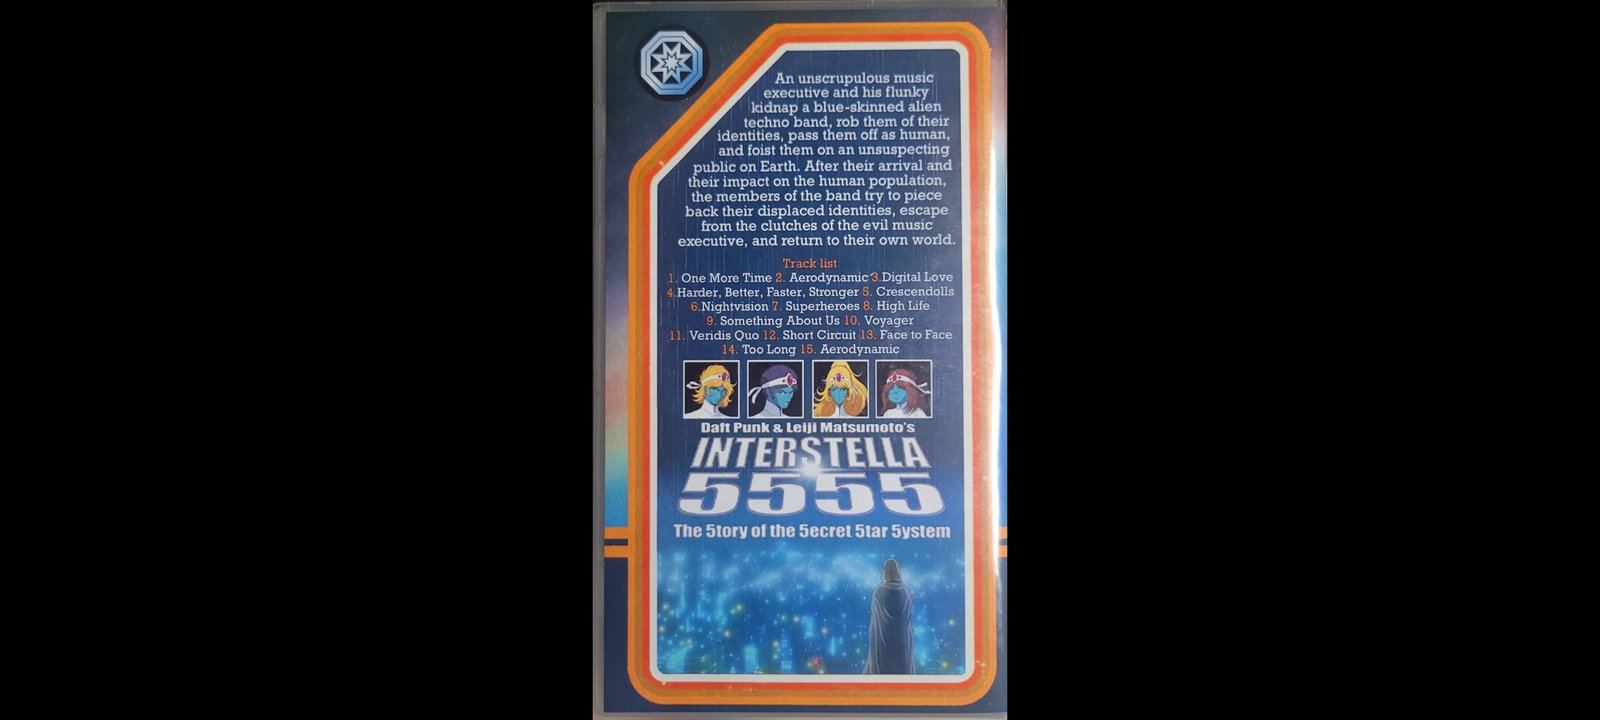 An unscrupulous music
executive and his flunky
kidnap a blue-skinned alien
techno band, rob them of their
identities, pass them off as human,
and foist them on an unsuspecting
public on Earth. After their arrival and
their impact on the human population,
the members of the band try to piece
back their displaced identities, escape
from the clutches of the evil music
executive, and return to their own world.
Track list
1. One More Time 2. Aerodynamic 3.Digital Love
4.Harder, Better, Faster, Stronger 5. Crescendolls
6.Nightvision 7. Superheroes 8. High Life
9. Something About Us 10. Voyager
11. Veridis Quo 12. Short Circuit 13. Face to Face
14. Too Long 15. Aerodynamic
Daft Punk & Leiji Matsumoto's
INTERSTELLA
5555
The 5tory of the 5ecret 5tar 5ystem